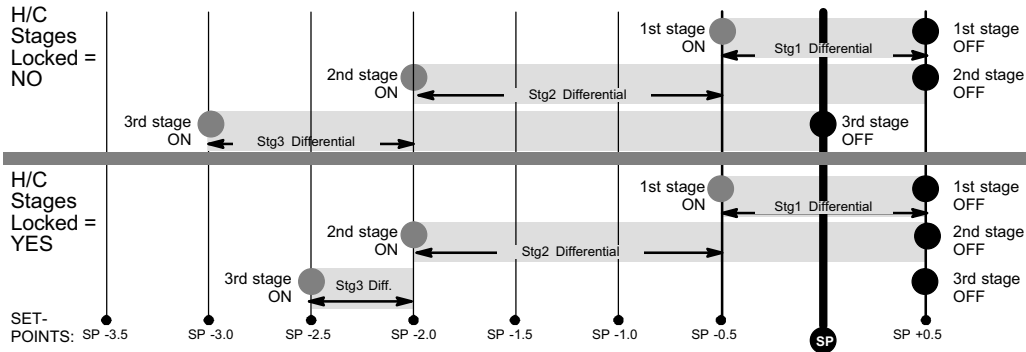 H/C
Stages
Locked =
NO
1st stage
ON
Stg1 Differential
1st stage
OFF
2nd stage
ON
Stg2 Differential
2nd stage
OFF
3rd stage
ON
Stg3 Differential
3rd stage
OFF
H/C
Stages
Locked =
YES
1st stage
ON
Stg1 Differential
1st stage
OFF
2nd stage
ON
Stg2 Differential
2nd stage
OFF
3rd stage
ON
Stg3 Diff.
3rd stage
OFF
SET-
POINTS: SP -3.5 SP -3.0 SP -2.5 SP -2.0 SP -1.5 SP -1.0 SP -0.5 SP SP +0.5